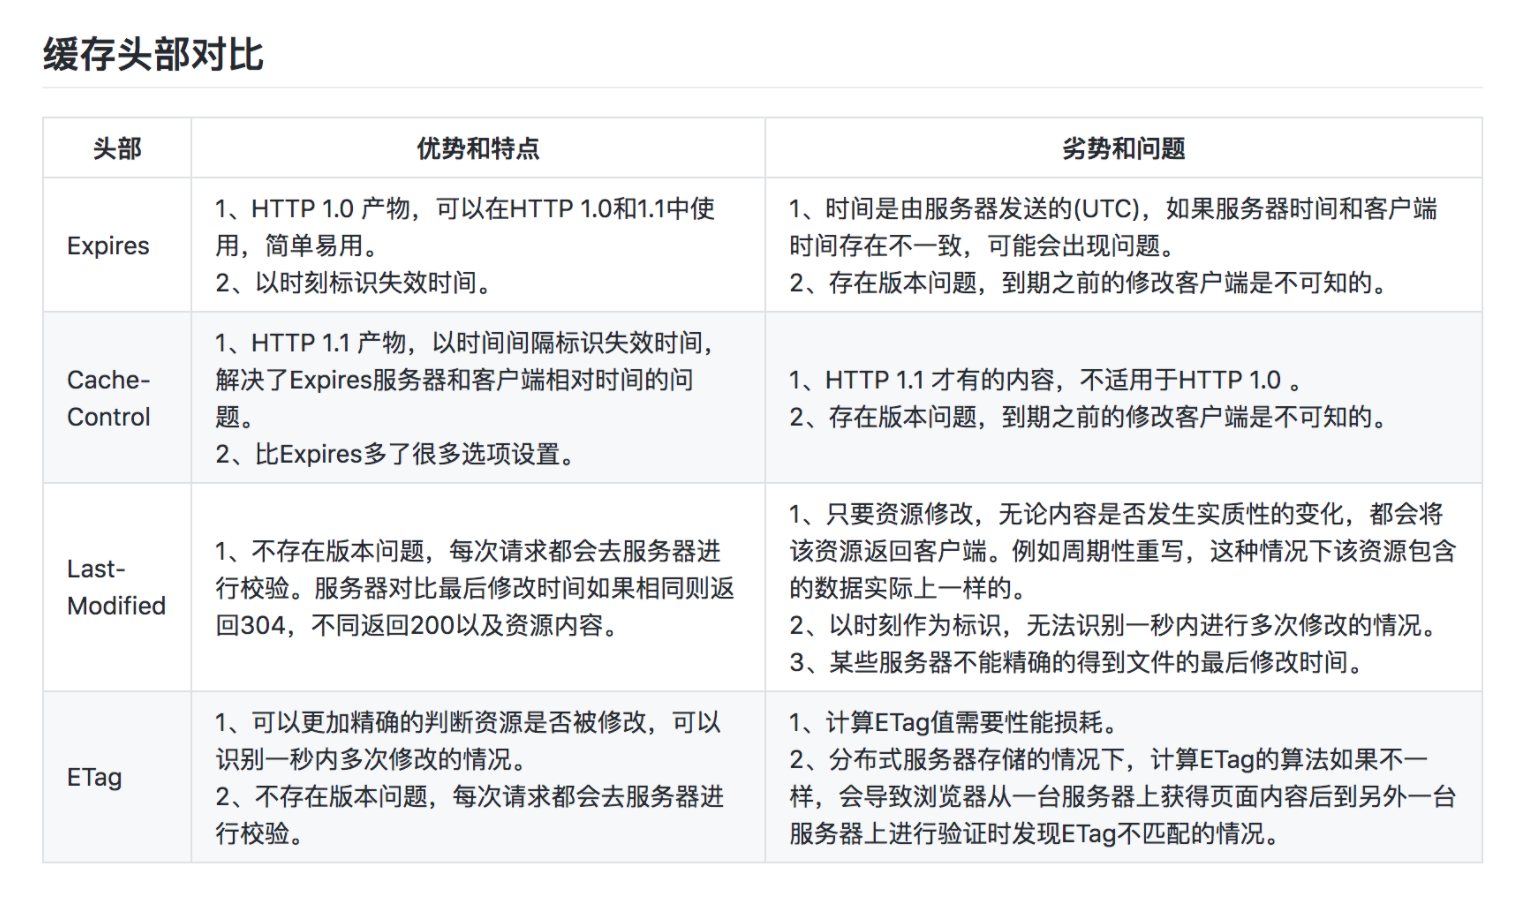 缓存头部对比
头部
优势和特点
劣势和问题
Expires
1、HTTP 1.0 产物，可以在HTTP 1.0和1.1中使
用，简单易用。
2、以时刻标识失效时间。
1、时间是由服务器发送的(UTC)，如果服务器时间和客户端
时间存在不一致，可能会出现问题。
2、存在版本问题，到期之前的修改客户端是不可知的。
Cache-
Control
1、HTTP 1.1 产物，以时间间隔标识失效时间，
解决了Expires服务器和客户端相对时间的问
题。
2、比Expires多了很多选项设置。
1、HTTP 1.1 才有的内容，不适用于HTTP 1.0 。
2、存在版本问题，到期之前的修改客户端是不可知的。
Last-
Modified
1、不存在版本问题，每次请求都会去服务器进
行校验。服务器对比最后修改时间如果相同则返
回304，不同返回200以及资源内容。
1、只要资源修改，无论内容是否发生实质性的变化，都会将
该资源返回客户端。例如周期性重写，这种情况下该资源包含
的数据实际上一样的。
2、以时刻作为标识，无法识别一秒内进行多次修改的情况。
3、某些服务器不能精确的得到文件的最后修改时间。
ETag
1、可以更加精确的判断资源是否被修改，可以
识别一秒内多次修改的情况。
2、不存在版本问题，每次请求都会去服务器进
行校验。
1、计算ETag值需要性能损耗。
2、分布式服务器存储的情况下，计算ETag的算法如果不一
样，会导致浏览器从一台服务器上获得页面内容后到另外一台
服务器上进行验证时发现ETag不匹配的情况。